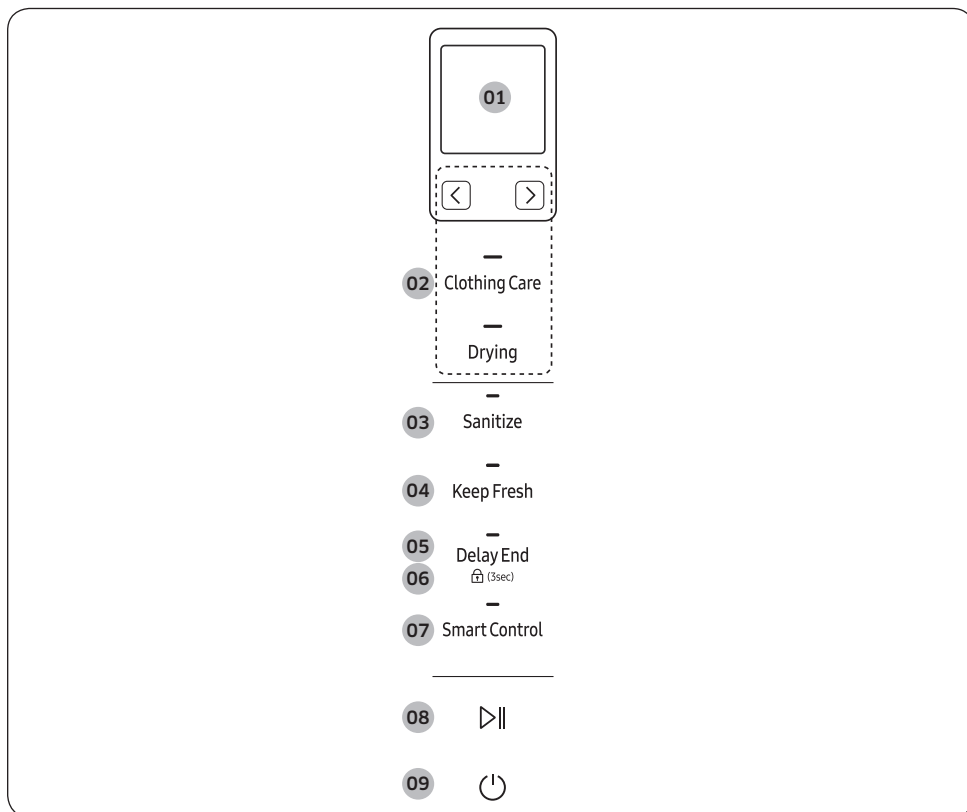 01
02 Clothing Care
Drying
03 Sanitize
04 Keep Fresh
05 Delay End
06 (3sec)
07 Smart Control
08
09